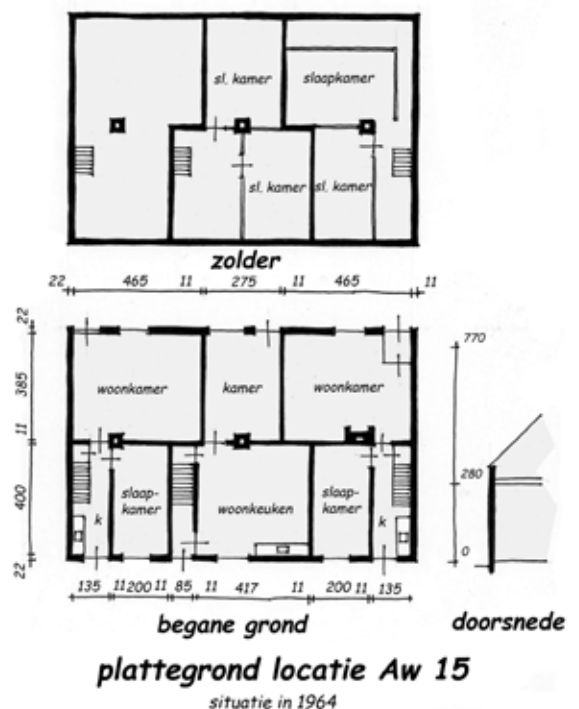 sl. kamer
slaapkamer
sl. kamer
sl. kamer
zolder
22 465 11 275 11 465 11
22
385
11
400
22
woonkamer
kamer
woonkamer
770
280
0
slaap-
kamer
k
woonkeuken
slaap-
kamer
k
135 11 200 11 85 11 417 11 200 11 135
begane grond
doorsnede
plattegrond locatie Aw 15
situatie in 1964